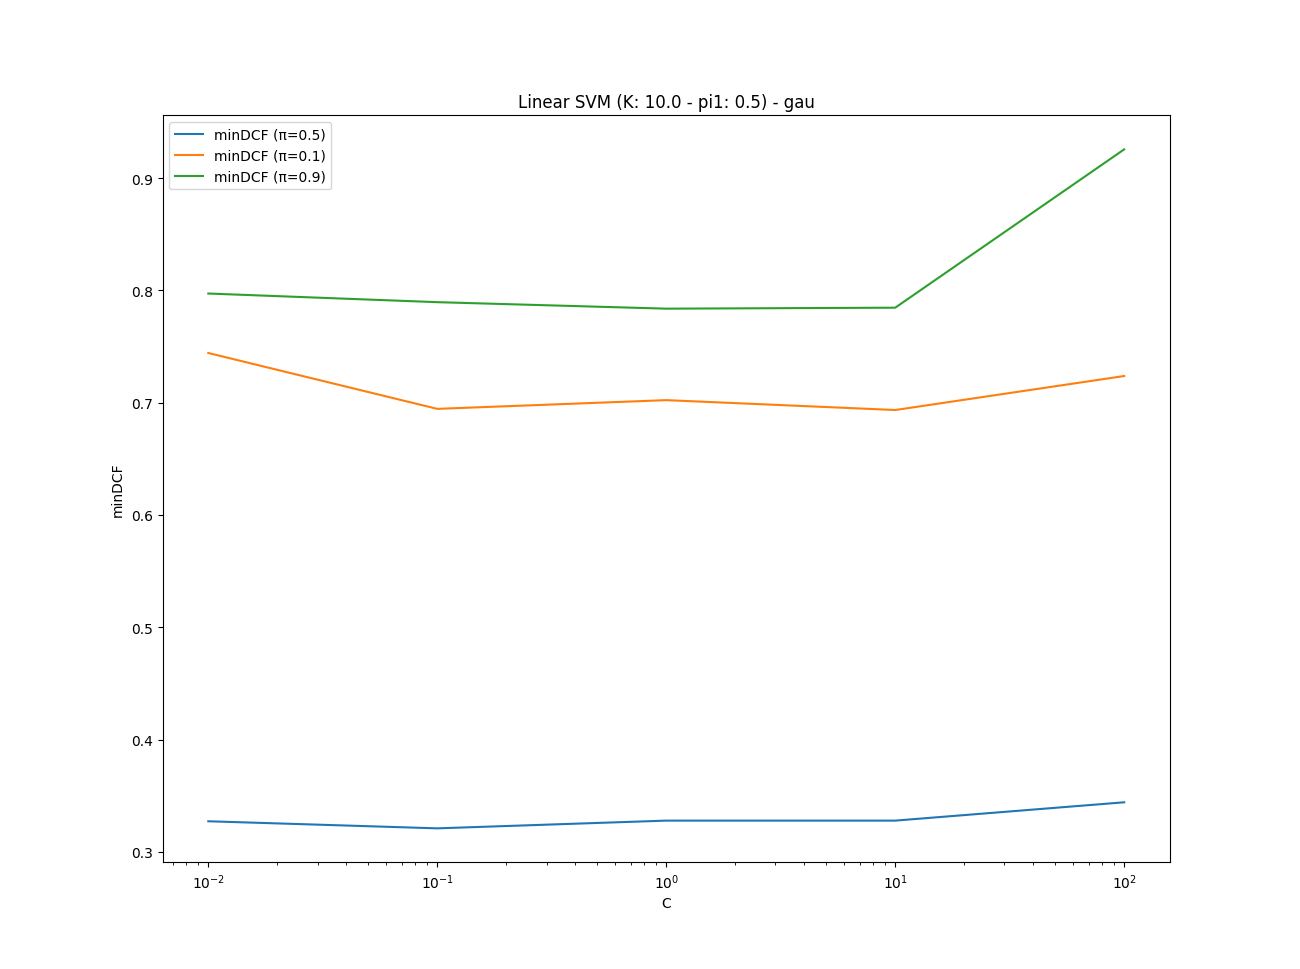 Linear SVM (K: 10.0 - pi1: 0.5) - gau
minDCF (π=0.5)
minDCF (π=0.1)
minDCF (π=0.9)
0.9
0.8
0.7
0.6
0.5
0.4
0.3
minDCF
10⁻²
10⁻¹
10⁰
10¹
10²
C